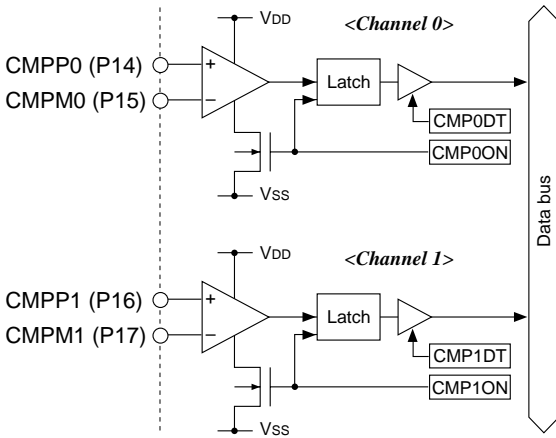 VDD
<Channel 0>
CMPP0 (P14)
+
Latch
CMPM0 (P15)
−
CMP0DT
CMP0ON
VSS
Data bus
VDD
<Channel 1>
CMPP1 (P16)
+
Latch
CMPM1 (P17)
−
CMP1DT
CMP1ON
VSS